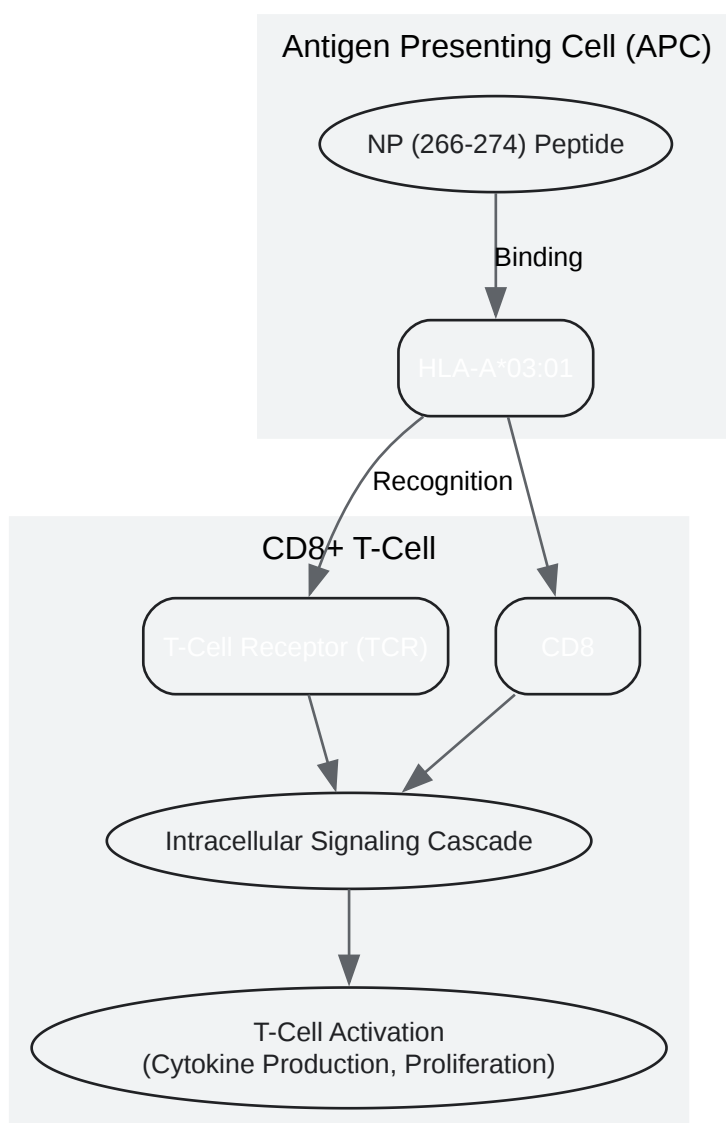 Antigen Presenting Cell (APC)
NP (266-274) Peptide
Binding
HLA-A*03:01
Recognition
CD8+ T-Cell
T-Cell Receptor (TCR)
CD8
Intracellular Signaling Cascade
T-Cell Activation
(Cytokine Production, Proliferation)